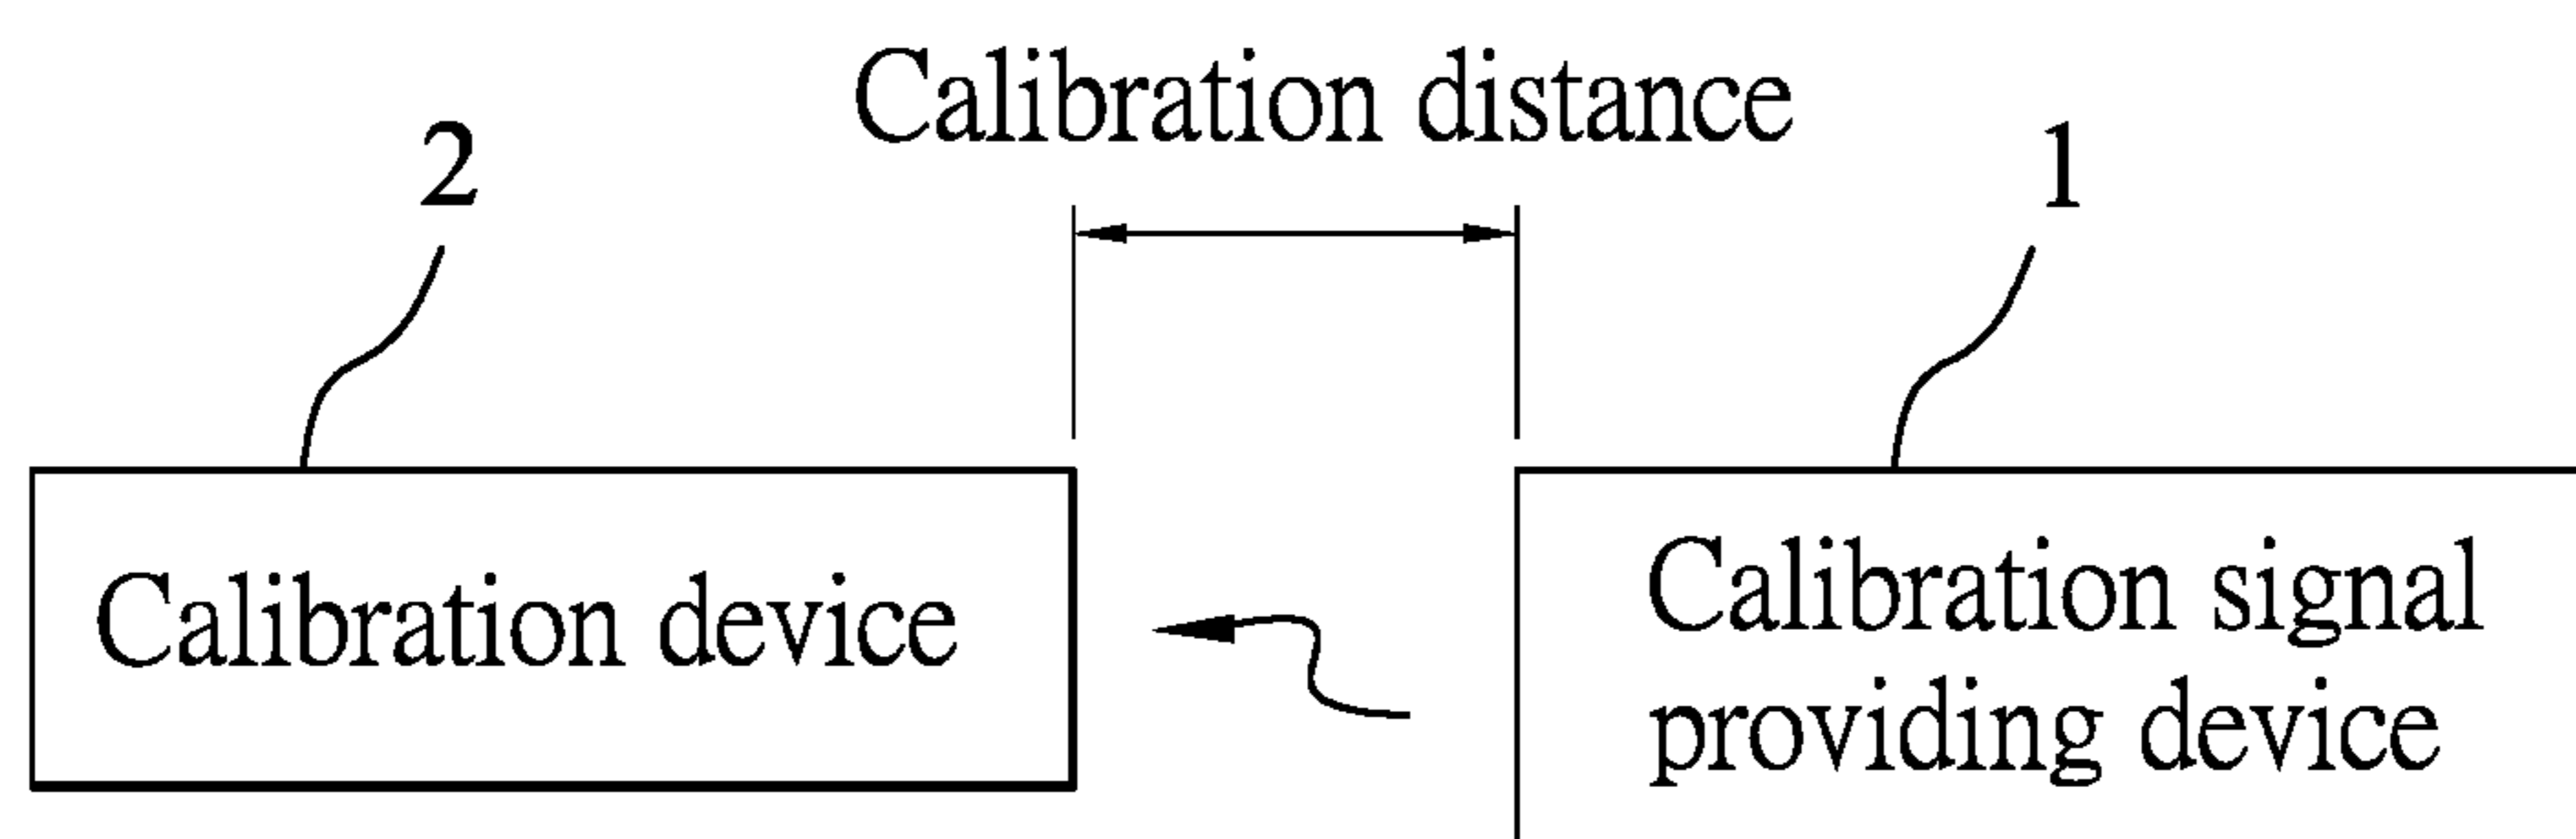 Calibration distance
2
1
Calibration device
Calibration signal
providing device